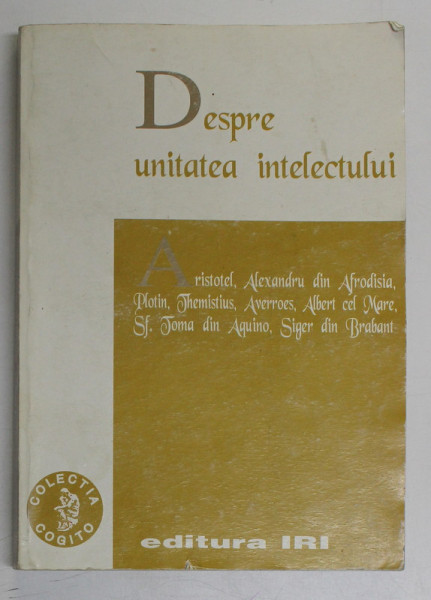 Despre
unitatea intelectului
Aristotel, Alexandru din Afrodisia,
Plotin, Themistius, Averroes, Albert cel Mare,
Sf. Toma din Aquino, Siger din Brabant
COLECTIA
COGITO
editura IRI